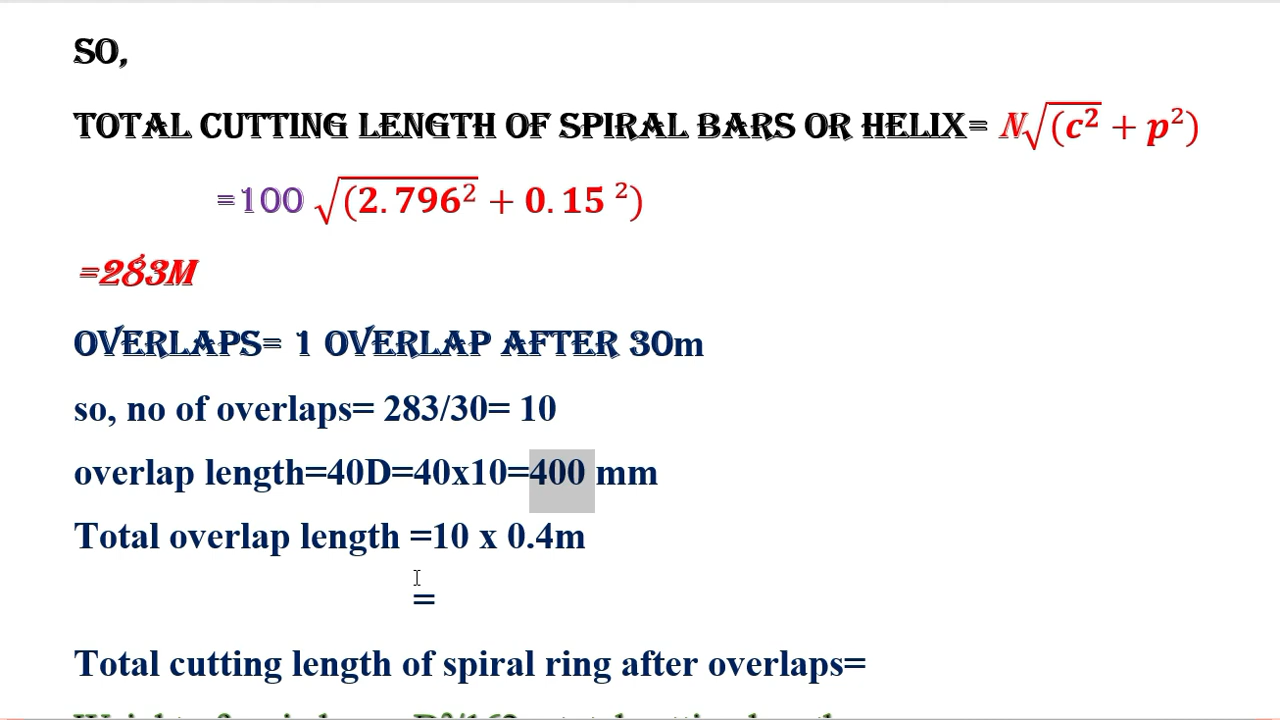 SO,
TOTAL CUTTING LENGTH OF SPIRAL BARS OR HELIX= N√(c² + p²)
=100 √(2.796² + 0.15 ²)
=283M
OVERLAPS= 1 OVERLAP AFTER 30m
so, no of overlaps= 283/30= 10
overlap length=40D=40x10=400 mm
Total overlap length =10 x 0.4m
=
Total cutting length of spiral ring after overlaps=